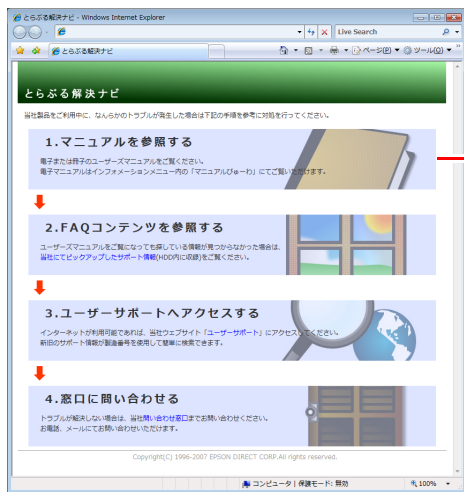 とらぶる解決ナビ - Windows Internet Explorer
Live Search
とらぶる解決ナビ
ページ(P)
ツール(O)
とらぶる解決ナビ
当社製品をご利用中に、なんらかのトラブルが発生した場合は下記の手順を参考に対処を行ってください。
1.マニュアルを参照する
電子または冊子のユーザーズマニュアルをご覧ください。
電子マニュアルはインフォメーションメニュー内の「マニュアルびゅーわ」にてご覧いただけます。
2.FAQコンテンツを参照する
ユーザーズマニュアルをご覧になっても探している情報が見つからなかった場合は、
当社にてピックアップしたサポート情報(HDD内に収録)をご覧ください。
3.ユーザーサポートへアクセスする
インターネットが利用可能であれば、当社ウェブサイト「ユーザーサポート」にアクセスしてください。
新旧のサポート情報が製造番号を使用して簡単に検索できます。
4.窓口に問い合わせる
トラブルが解決しない場合は、当社問い合わせ窓口までお問い合わせください。
お電話、メールにてお問い合わせいただけます。
Copyright(C) 1996-2007 EPSON DIRECT CORP.All rights reserved.
コンピュータ | 保護モード: 無効
100%